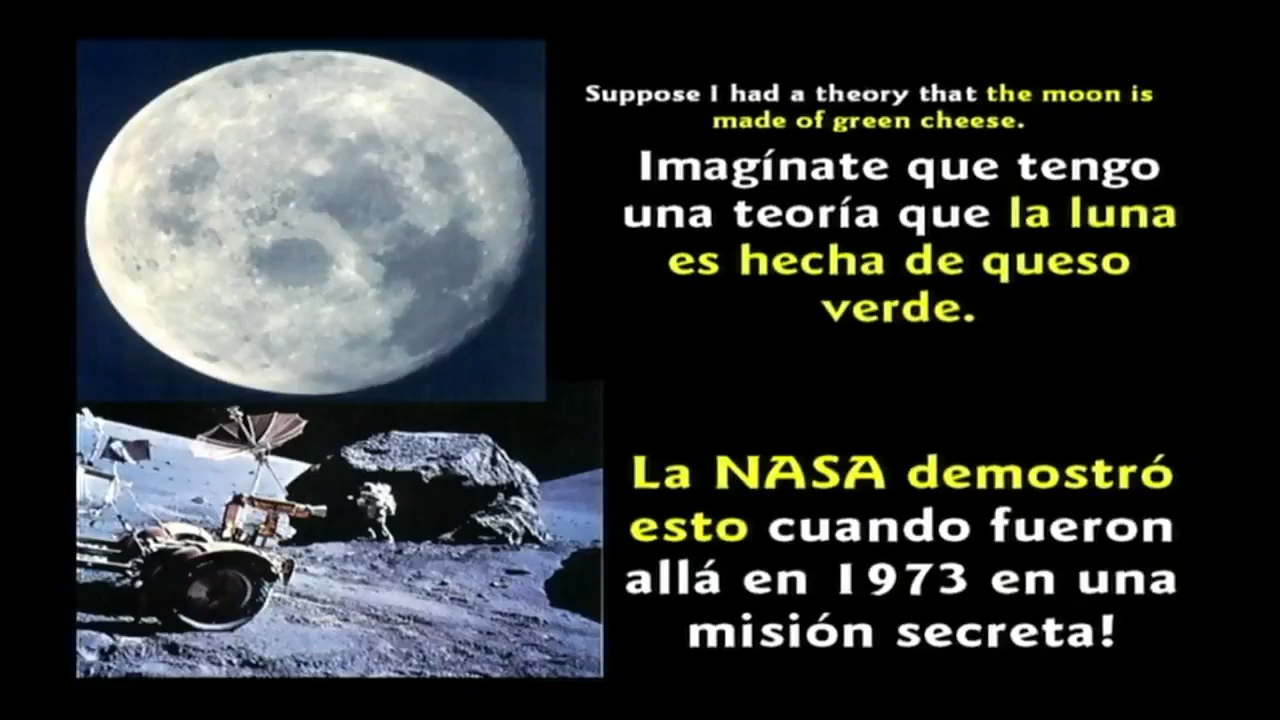 Suppose I had a theory that the moon is
made of green cheese.
Imagínate que tengo
una teoría que la luna
es hecha de queso
verde.
La NASA demostró
esto cuando fueron
allá en 1973 en una
misión secreta!